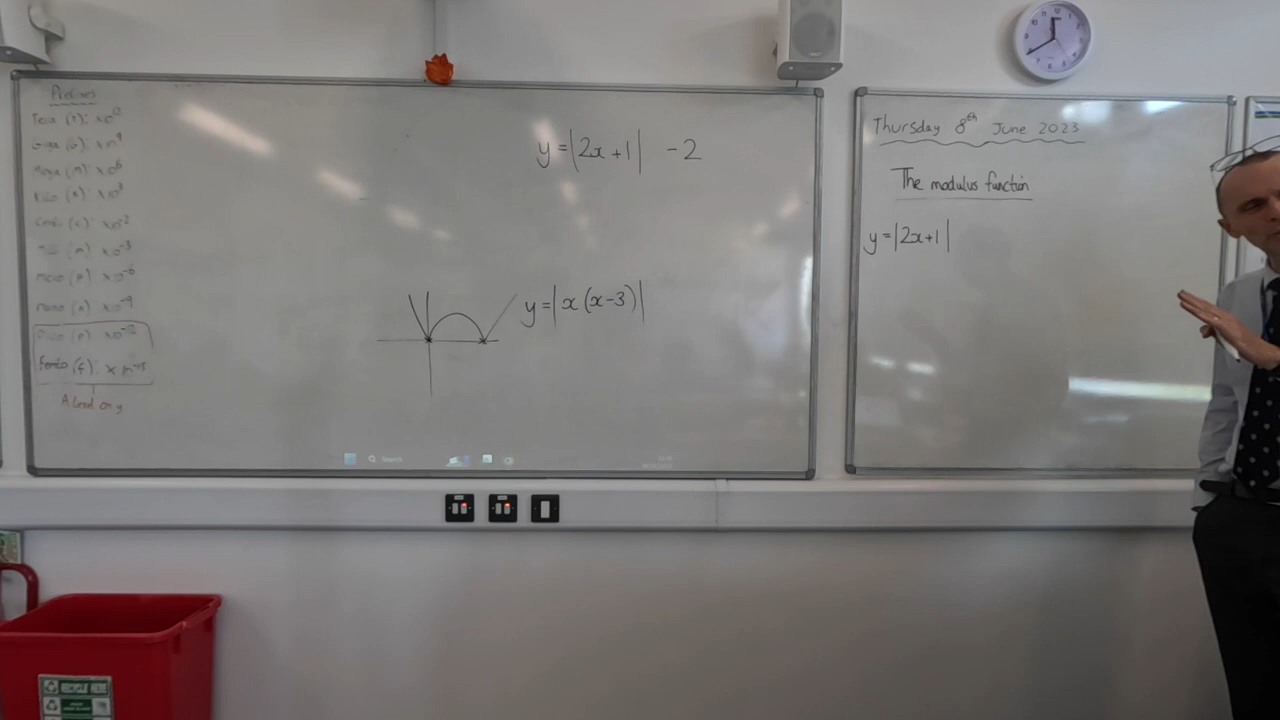 Prefixes
Tera (T): x10¹²
Giga (G): x10⁹
Mega (M): x10⁶
Kilo (k): x10³
Centi (c): x10⁻²
Milli (m): x10⁻³
Micro (μ): x10⁻⁶
Nano (n): x10⁻⁹
Pico (p): x10⁻¹²
Femto (f): x10⁻¹⁵
A level only
y=|2x+1| -2
y=|x(x-3)|
Search
Thursday 8th June 2023
The modulus function
y=|2x+1|